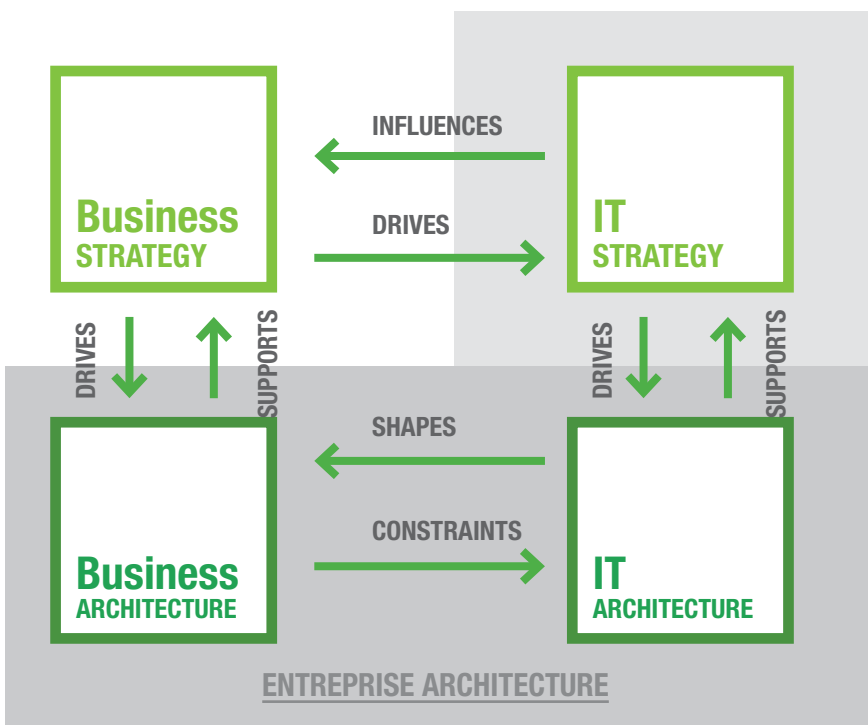 INFLUENCES
Business
STRATEGY
DRIVES
IT
STRATEGY
DRIVES
SUPPORTS
DRIVES
SUPPORTS
SHAPES
CONSTRAINTS
Business
ARCHITECTURE
IT
ARCHITECTURE
ENTREPRISE ARCHITECTURE